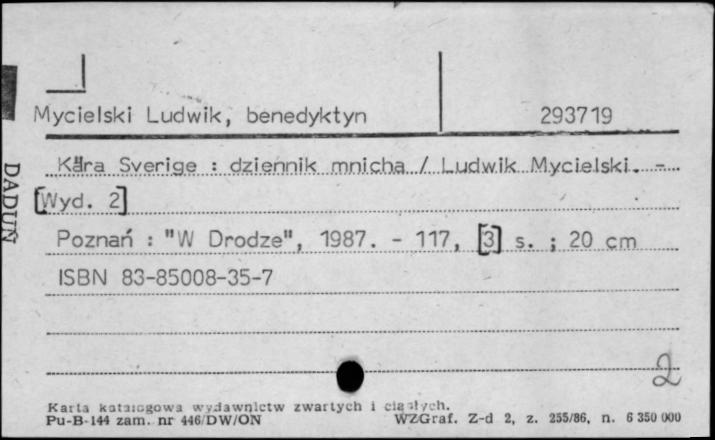 Mycielski Ludwik, benedyktyn 293719
Kära Sverige : dziennik mnicha / Ludwik Mycielski. -
[Wyd. 2]
Poznań : "W Drodze", 1987. - 117, [3] s. ; 20 cm
ISBN 83-85008-35-7
2
Karta katalogowa wydawnictw zwartych i ciągłych.
Pu-B-144 zam. nr 446/DW/ON WZGraf. Z-d 2, z. 255/86, n. 6 350 000
DADUŃ